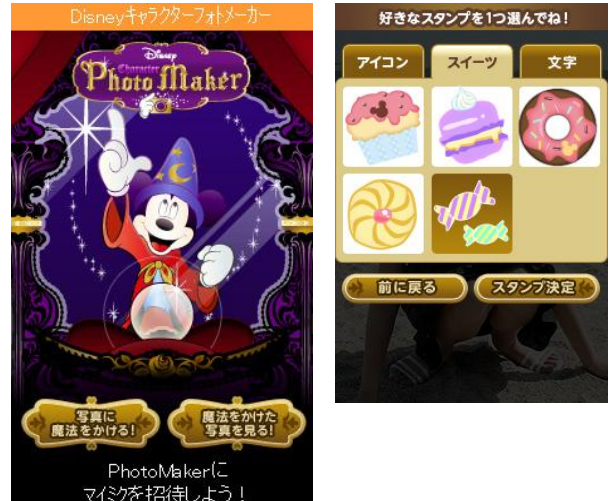 Disneyキャラクターフォトメーカー
Disney
Character
Photo Maker
写真に
魔法をかける!
魔法をかけた
写真を見る!
PhotoMakerに
マイミクを招待しよう!
好きなスタンプを1つ選んでね!
アイコン
スイーツ
文字
前に戻る
スタンプ決定